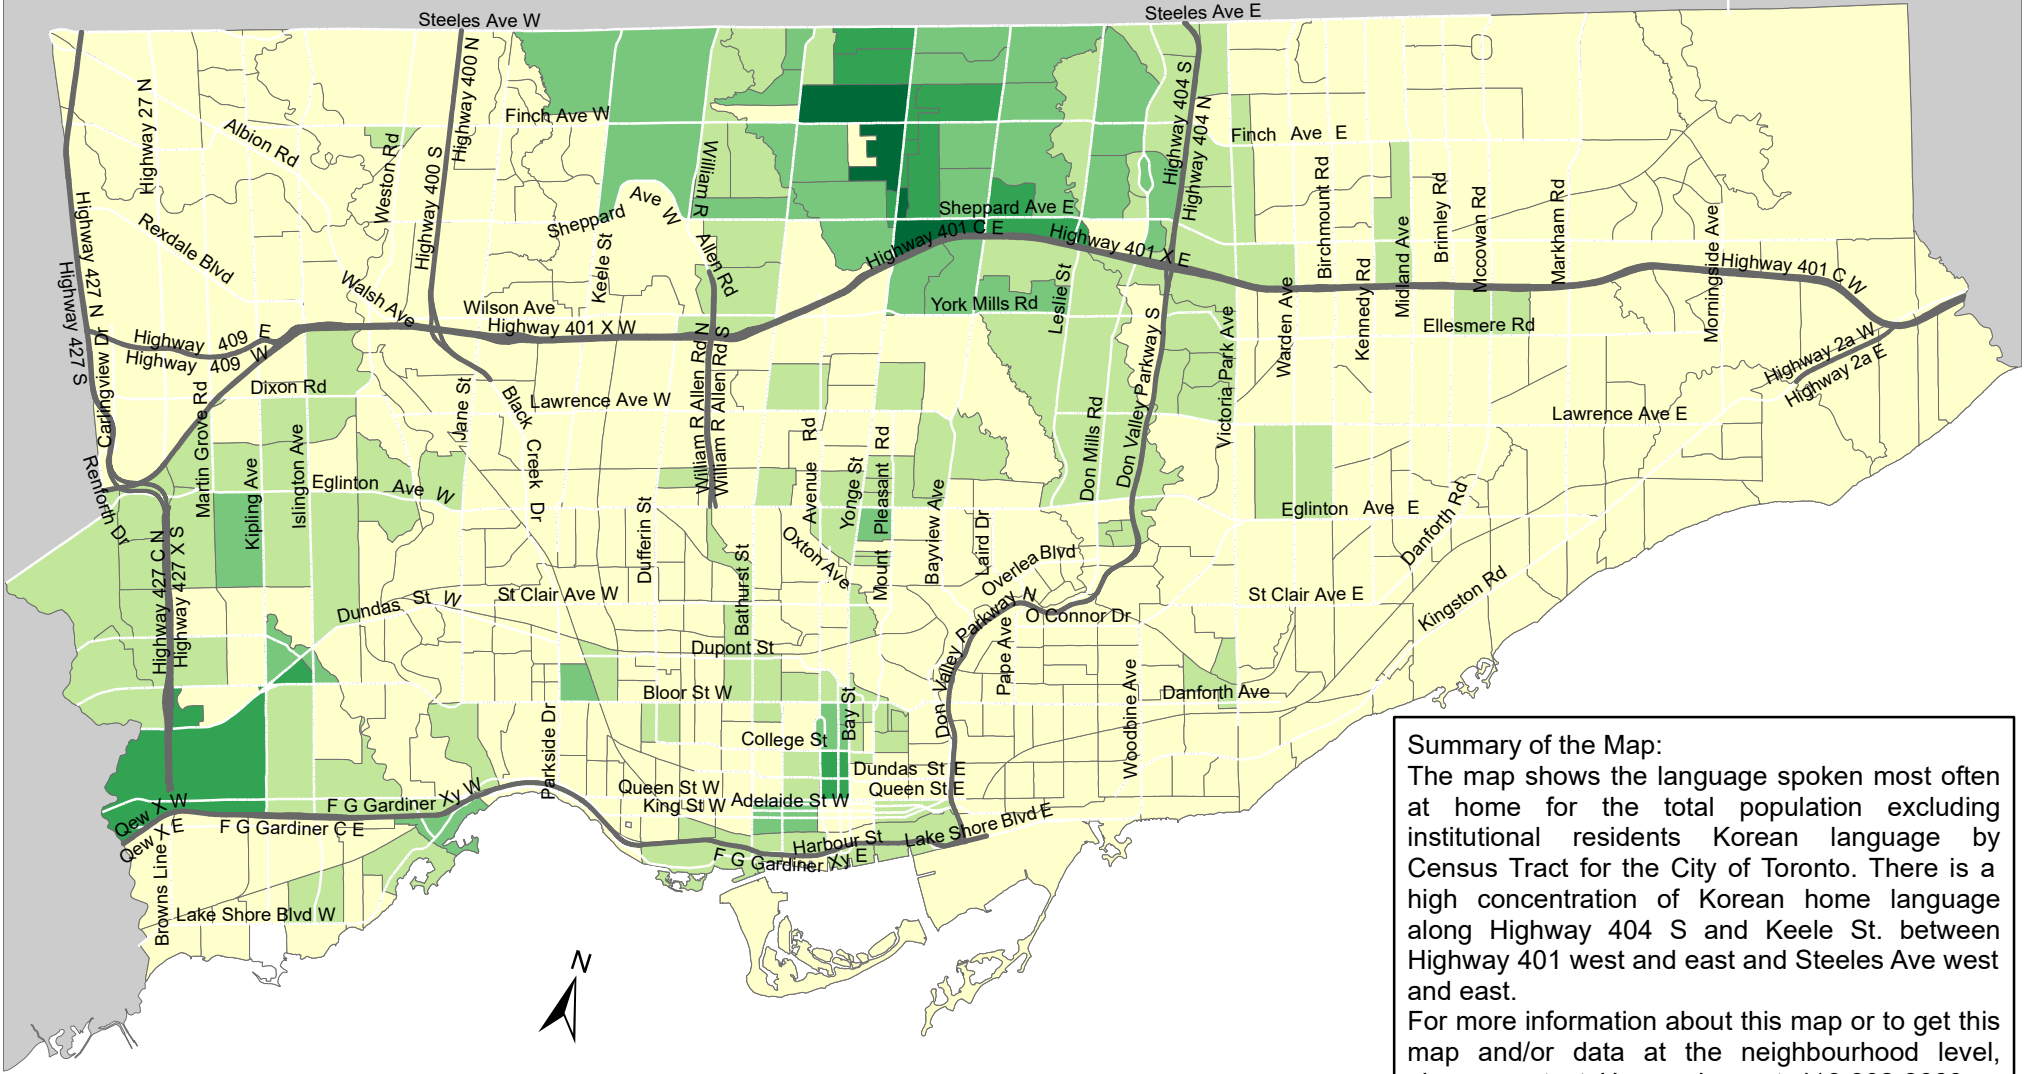 Steeles Ave W
Steeles Ave E
Highway 27 N
Albion Rd
Weston Rd
Highway 400 N
Highway 400 S
Finch Ave W
William R Allen Rd
Highway 404 S
Highway 404 N
Finch Ave E
Highway 427 N
Highway 427 S
Rexdale Blvd
Sheppard Ave W
Keele St
Walsh Ave
Wilson Ave
Highway 401 X W
Highway 401 C E
Sheppard Ave E
Highway 401 X E
York Mills Rd
Leslie St
Birchmount Rd
Midland Ave
Brimley Rd
Mccowan Rd
Markham Rd
Morningside Ave
Highway 401 C W
Warden Ave
Kennedy Rd
Ellesmere Rd
Highway 2a W
Highway 2a E
Highway 409 E
Highway 409 W
Carlingview Dr
Martin Grove Rd
Dixon Rd
Jane St
Black Creek Dr
Lawrence Ave W
William R Allen Rd N
William R Allen Rd S
Don Valley Parkway S
Victoria Park Ave
Lawrence Ave E
Renforth Dr
Kipling Ave
Islington Ave
Eglinton Ave W
Dufferin St
Avenue Rd
Yonge St
Mount Pleasant Rd
Bayview Ave
Laird Dr
Don Mills Rd
Eglinton Ave E
Danforth Rd
Highway 427 C N
Highway 427 X S
Dundas St W
St Clair Ave W
Bathurst St
Oxton Ave
Overlea Blvd
Don Valley Parkway N
O Connor Dr
St Clair Ave E
Kingston Rd
Dupont St
Bloor St W
Bay St
Pape Ave
Woodbine Ave
Danforth Ave
Parkside Dr
College St
Dundas St E
Queen St W
Queen St E
King St W
Adelaide St W
Qew X W
Qew X E
F G Gardiner Xy W
F G Gardiner C E
Harbour St
Lake Shore Blvd E
F G Gardiner Xy E
Browns Line
Lake Shore Blvd W
N
Summary of the Map:
The map shows the language spoken most often
at home for the total population excluding
institutional residents Korean language by
Census Tract for the City of Toronto. There is a
high concentration of Korean home language
along Highway 404 S and Keele St. between
Highway 401 west and east and Steeles Ave west
and east.
For more information about this map or to get this
map and/or data at the neighbourhood level,